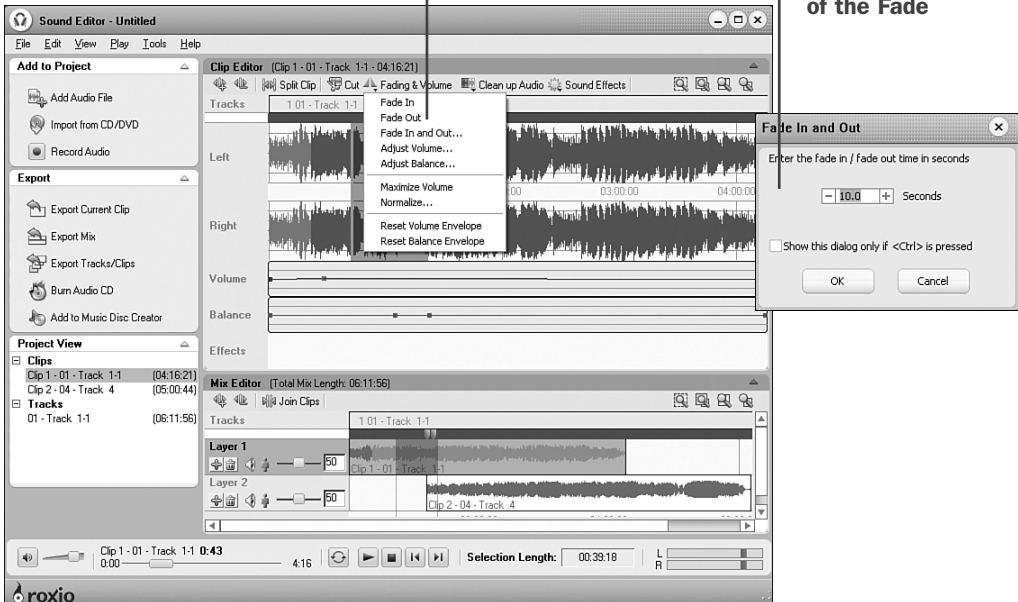 of the Fade
Sound Editor - Untitled
File Edit View Play Tools Help
Add to Project
Add Audio File
Import from CD/DVD
Record Audio
Export
Export Current Clip
Export Mix
Export Tracks/Clips
Burn Audio CD
Add to Music Disc Creator
Project View
Clips
Clip 1 - 01 - Track 1-1 (04:16:21)
Clip 2 - 04 - Track 4 (05:00:44)
Tracks
01 - Track 1-1 (06:11:56)
Clip Editor (Clip 1 - 01 - Track 1-1 - 04:16:21)
Split Clip Cut Fading & Volume Clean up Audio Sound Effects
Tracks 1 01 - Track 1-1
Fade In
Fade Out
Fade In and Out...
Adjust Volume...
Adjust Balance...
Maximize Volume
Normalize...
Reset Volume Envelope
Reset Balance Envelope
Left
:00 03:00:00 04:00:00
Right
Volume
Balance
Effects
Mix Editor (Total Mix Length: 06:11:56)
Join Clips
Tracks 1 01 - Track 1-1
Layer 1
50
Clip 1 - 01 - Track 1-1
Layer 2
50
Clip 2 - 04 - Track 4
Clip 1 - 01 - Track 1-1 0:43
0:00 4:16
Selection Length: 00:39:18
L
R
roxio
Fade In and Out
Enter the fade in / fade out time in seconds
- 10.0 + Seconds
Show this dialog only if <Ctrl> is pressed
OK Cancel